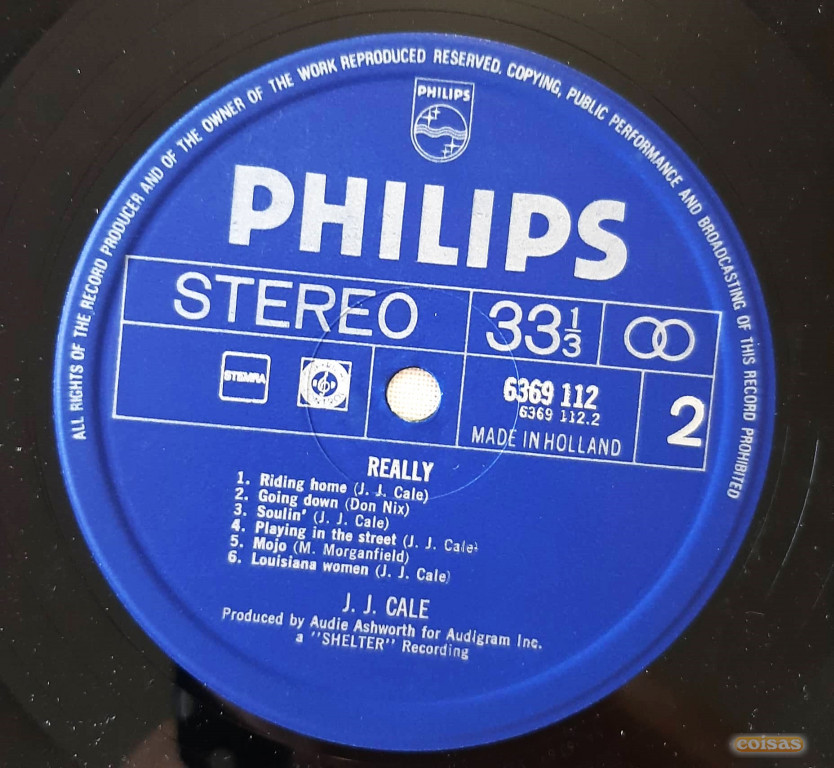 ALL RIGHTS OF THE RECORD PRODUCER AND OF THE OWNER OF THE WORK REPRODUCED RESERVED. COPYING, PUBLIC PERFORMANCE AND BROADCASTING OF THIS RECORD PROHIBITED
PHILIPS
PHILIPS
STEREO
33 1/3
STEMRA
6369 112
6369 112.2
MADE IN HOLLAND
2
REALLY
1. Riding home (J. J. Cale)
2. Going down (Don Nix)
3. Soulin' (J. J. Cale)
4. Playing in the street (J. J. Cale)
5. Mojo (M. Morganfield)
6. Louisiana women (J. J. Cale)
J. J. CALE
Produced by Audie Ashworth for Audigram Inc.
a "SHELTER" Recording
coisas